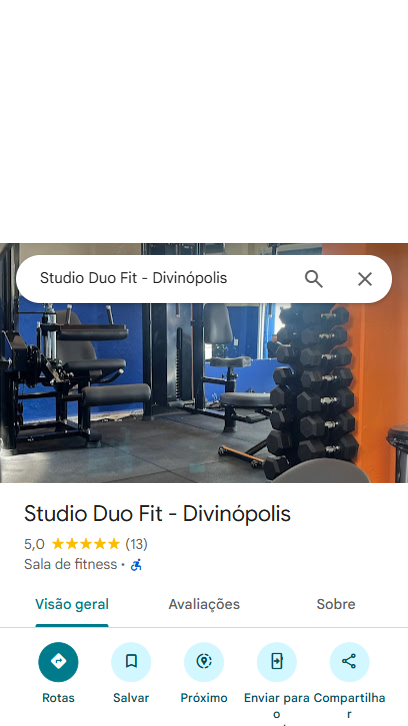 Studio Duo Fit - Divinópolis
Studio Duo Fit - Divinópolis
5,0 (13)
Sala de fitness ·
Visão geral Avaliações Sobre
Rotas Salvar Próximo Enviar para Compartilha
o r